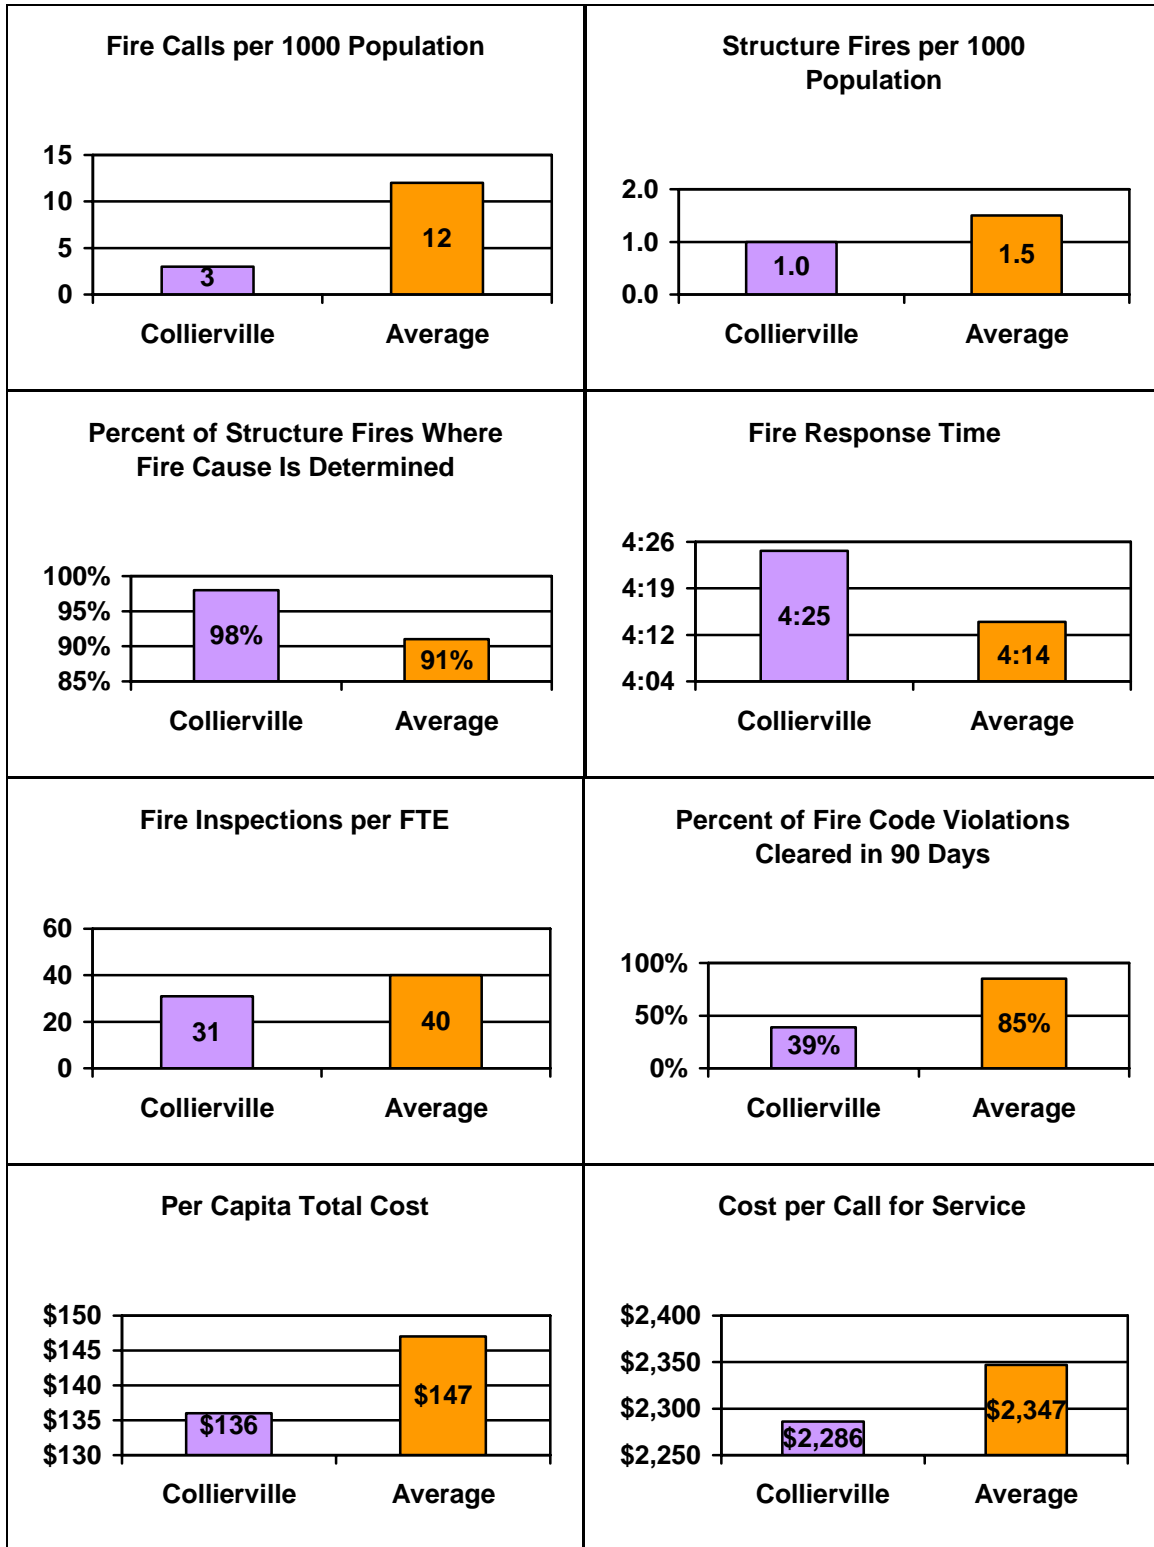 Fire Calls per 1000 Population
15
10
5
0
3
12
Collierville
Average
Structure Fires per 1000
Population
2.0
1.0
0.0
1.0
1.5
Collierville
Average
Percent of Structure Fires Where
Fire Cause Is Determined
100%
95%
90%
85%
98%
91%
Collierville
Average
Fire Response Time
4:26
4:19
4:12
4:04
4:25
4:14
Collierville
Average
Fire Inspections per FTE
60
40
20
0
31
40
Collierville
Average
Percent of Fire Code Violations
Cleared in 90 Days
100%
50%
0%
39%
85%
Collierville
Average
Per Capita Total Cost
$150
$145
$140
$135
$130
$136
$147
Collierville
Average
Cost per Call for Service
$2,400
$2,350
$2,300
$2,250
$2,286
$2,347
Collierville
Average